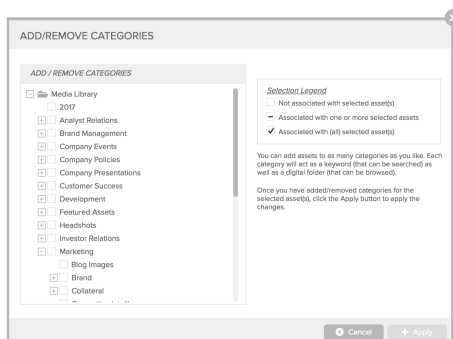 ADD/REMOVE CATEGORIES
ADD / REMOVE CATEGORIES
Media Library
2017
Analyst Relations
Brand Management
Company Events
Company Policies
Company Presentations
Customer Success
Development
Featured Assets
Headshots
Investor Relations
Marketing
Blog Images
Brand
Collateral
Selection Legend
Not associated with selected asset(s)
Associated with one or more selected assets
Associated with (all) selected asset(s)
You can add assets to as many categories as you like. Each
category will act as a keyword (that can be searched) as
well as a digital folder (that can be browsed).
Once you have added/removed categories for the
selected asset(s), click the Apply button to apply the
changes.
Cancel
+ Apply